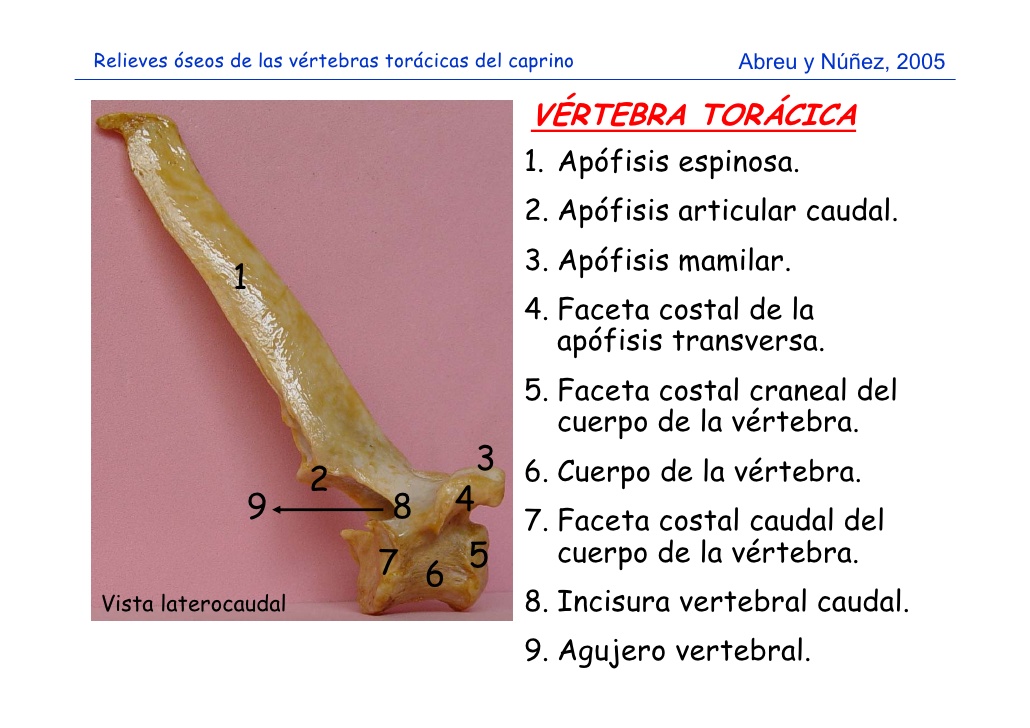 Relieves óseos de las vértebras torácicas del caprino
Abreu y Núñez, 2005
VÉRTEBRA TORÁCICA
1. Apófisis espinosa.
2. Apófisis articular caudal.
3. Apófisis mamilar.
4. Faceta costal de la
apófisis transversa.
5. Faceta costal craneal del
cuerpo de la vértebra.
6. Cuerpo de la vértebra.
7. Faceta costal caudal del
cuerpo de la vértebra.
8. Incisura vertebral caudal.
9. Agujero vertebral.
1
3
2
4
9
8
5
7
6
Vista laterocaudal